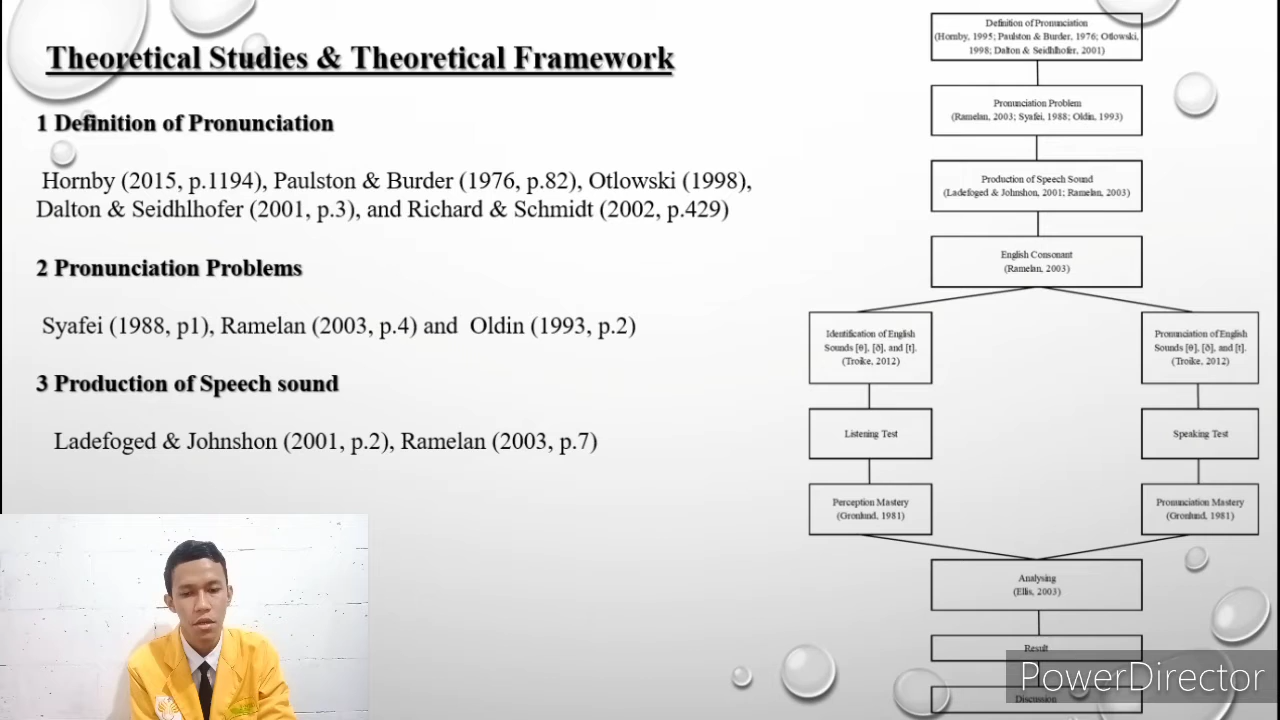 Theoretical Studies & Theoretical Framework
1 Definition of Pronunciation
Hornby (2015, p.1194), Paulston & Burder (1976, p.82), Otlowski (1998),
Dalton & Seidhlhofer (2001, p.3), and Richard & Schmidt (2002, p.429)
2 Pronunciation Problems
Syafei (1988, p1), Ramelan (2003, p.4) and Oldin (1993, p.2)
3 Production of Speech sound
Ladefoged & Johnshon (2001, p.2), Ramelan (2003, p.7)
Definition of Pronunciation
(Hornby, 1995; Paulston & Burder, 1976; Otlowski,
1998; Dalton & Seidhlhofer, 2001)
Pronunciation Problem
(Ramelan, 2003; Syafei, 1988; Oldin, 1993)
Production of Speech Sound
(Ladefoged & Johnshon, 2001; Ramelan, 2003)
English Consonant
(Ramelan, 2003)
Identification of English
Sounds [θ], [ð], and [t].
(Troike, 2012)
Pronunciation of English
Sounds [θ], [ð], and [t].
(Troike, 2012)
Listening Test
Speaking Test
Perception Mastery
(Gronlund, 1981)
Pronunciation Mastery
(Gronlund, 1981)
Analysing
(Ellis, 2003)
Result
Discussion
PowerDirector